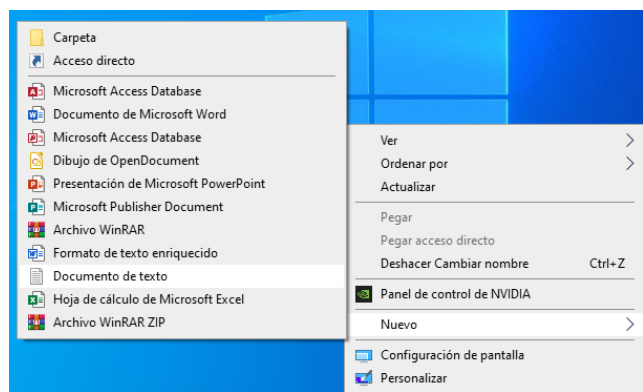 Carpeta
Acceso directo
Microsoft Access Database
Documento de Microsoft Word
Microsoft Access Database
Dibujo de OpenDocument
Presentación de Microsoft PowerPoint
Microsoft Publisher Document
Archivo WinRAR
Formato de texto enriquecido
Documento de texto
Hoja de cálculo de Microsoft Excel
Archivo WinRAR ZIP
Ver
Ordenar por
Actualizar
Pegar
Pegar acceso directo
Deshacer Cambiar nombre Ctrl+Z
Panel de control de NVIDIA
Nuevo
Configuración de pantalla
Personalizar